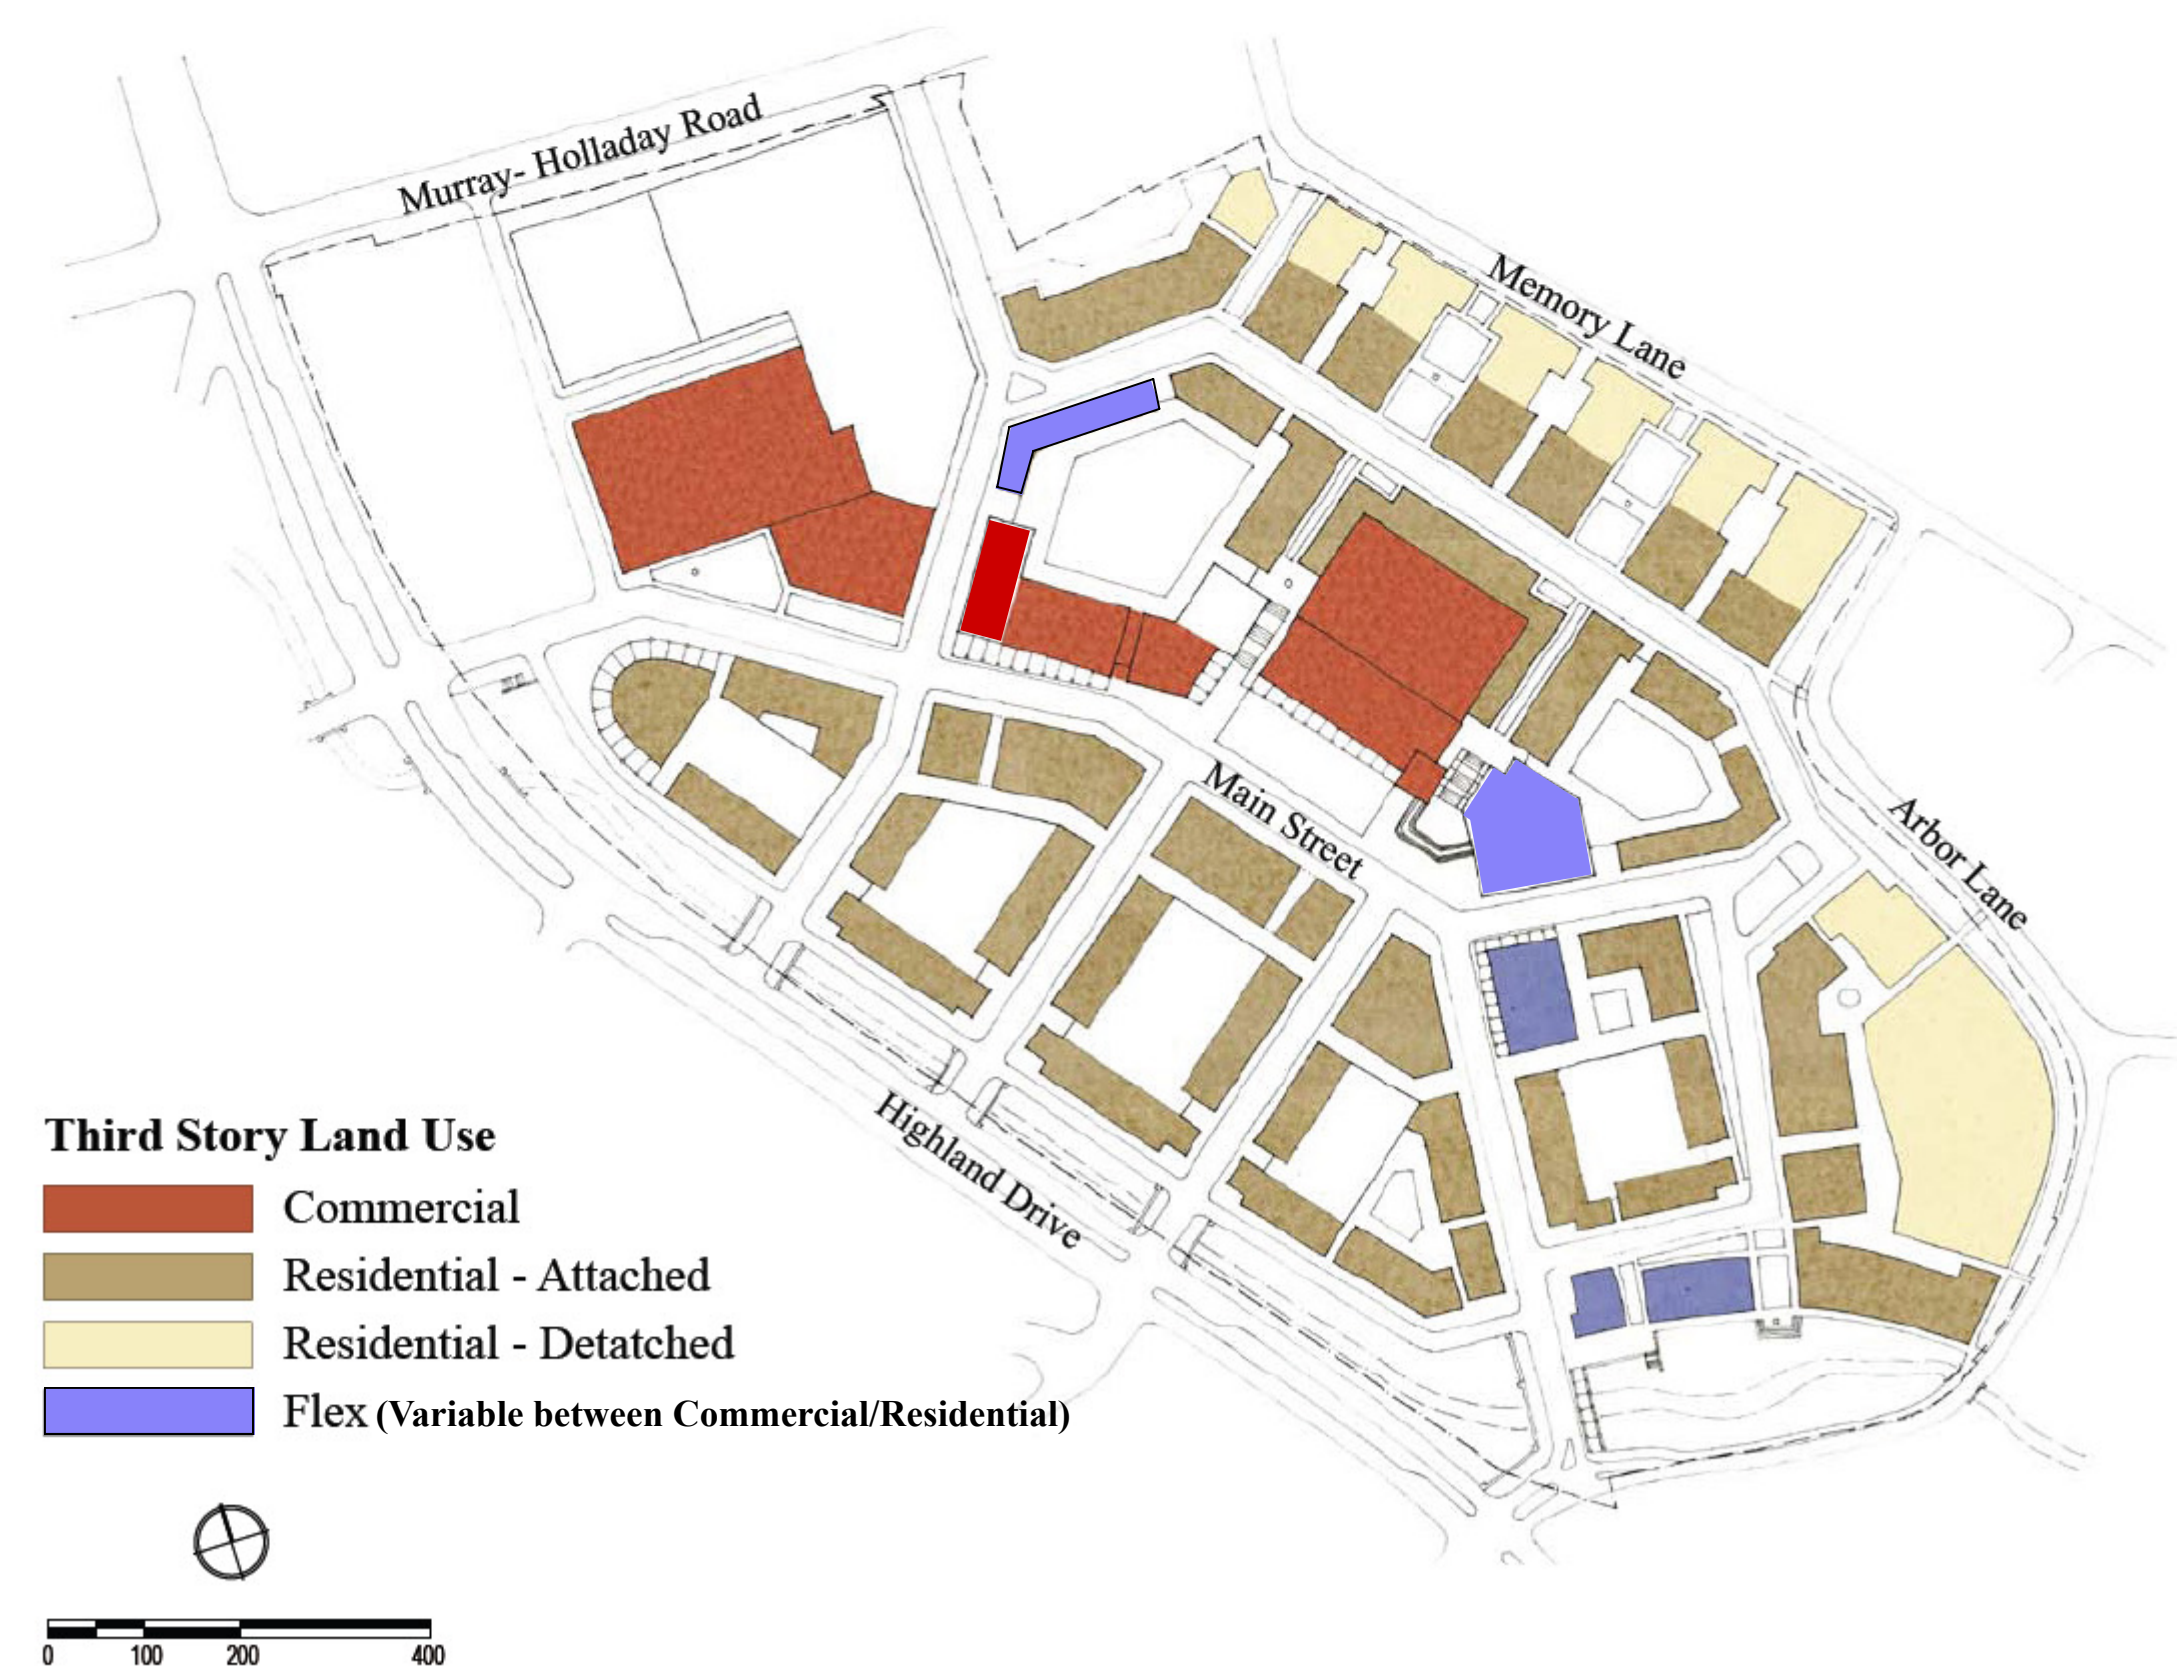 Murray- Holladay Road
Memory Lane
Main Street
Arbor Lane
Highland Drive
Third Story Land Use
Commercial
Residential - Attached
Residential - Detatched
Flex (Variable between Commercial/Residential)
0 100 200 400